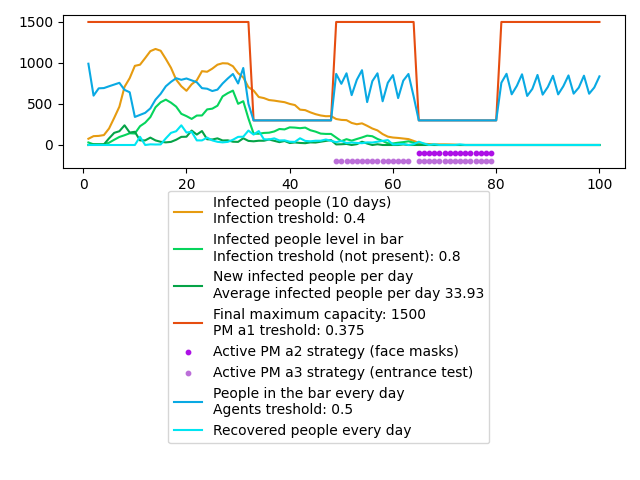 1500
1000
500
0
0 20 40 60 80 100
Infected people (10 days)
Infection treshold: 0.4
Infected people level in bar
Infection treshold (not present): 0.8
New infected people per day
Average infected people per day 33.93
Final maximum capacity: 1500
PM a1 treshold: 0.375
Active PM a2 strategy (face masks)
Active PM a3 strategy (entrance test)
People in the bar every day
Agents treshold: 0.5
Recovered people every day